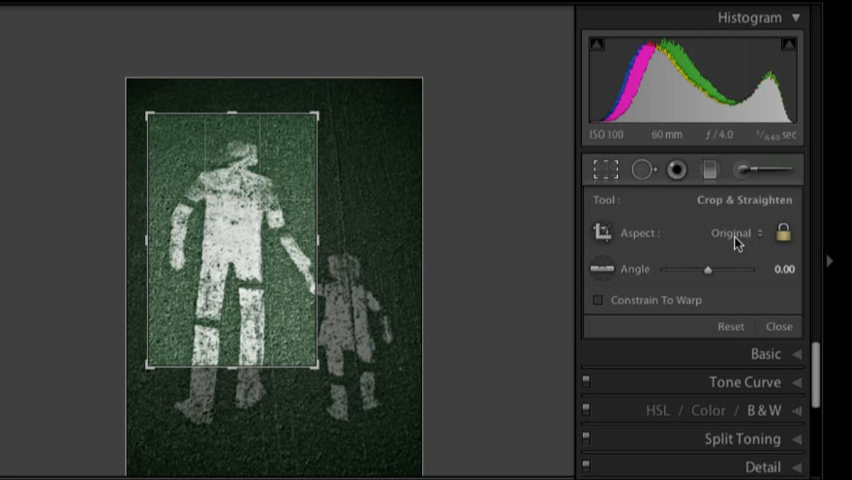 Histogram
ISO 100 60 mm ƒ / 4.0 1/640 sec
Tool : Crop & Straighten
Aspect : Original
Angle 0.00
Constrain To Warp
Reset Close
Basic
Tone Curve
HSL / Color / B & W
Split Toning
Detail